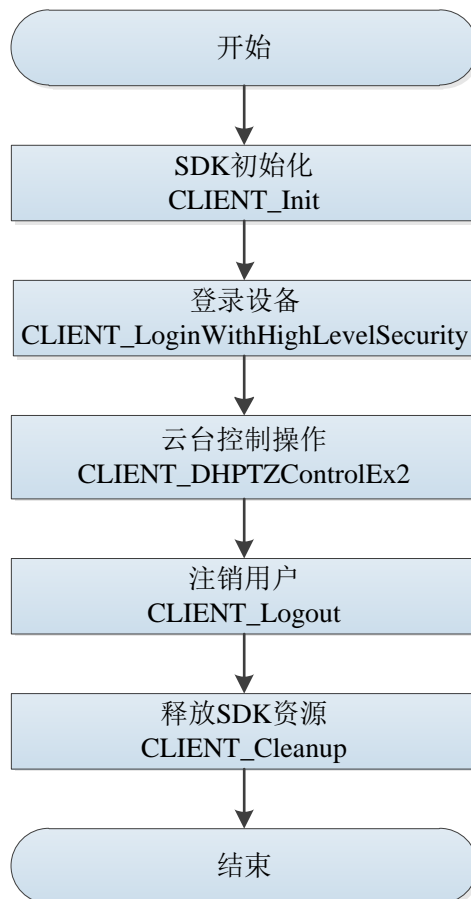 开始
SDK初始化
CLIENT_Init
登录设备
CLIENT_LoginWithHighLevelSecurity
云台控制操作
CLIENT_DHPTZControlEx2
注销用户
CLIENT_Logout
释放SDK资源
CLIENT_Cleanup
结束